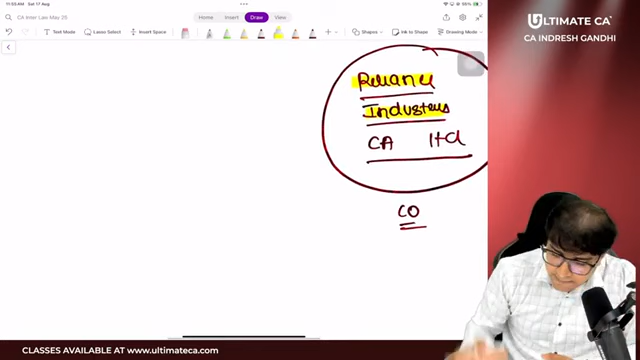 11:55 AM Sat 17 Aug
95%
CA Inter Law May 25
Home Insert Draw View
Text Mode Lasso Select Insert Space Shapes Ink to Shape Drawing Mode
ULTIMATE CA
CA INDRESH GANDHI
Reliance
CA ltd
CO
CLASSES AVAILABLE AT www.ultimateca.com